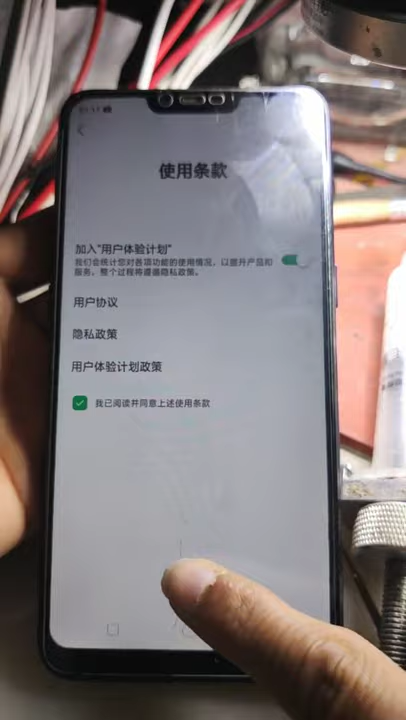 使用条款
加入"用户体验计划"
我们会统计您对各项功能的使用情况，以提升产品和
服务。整个过程将遵循隐私政策。
用户协议
隐私政策
用户体验计划政策
我已阅读并同意上述使用条款